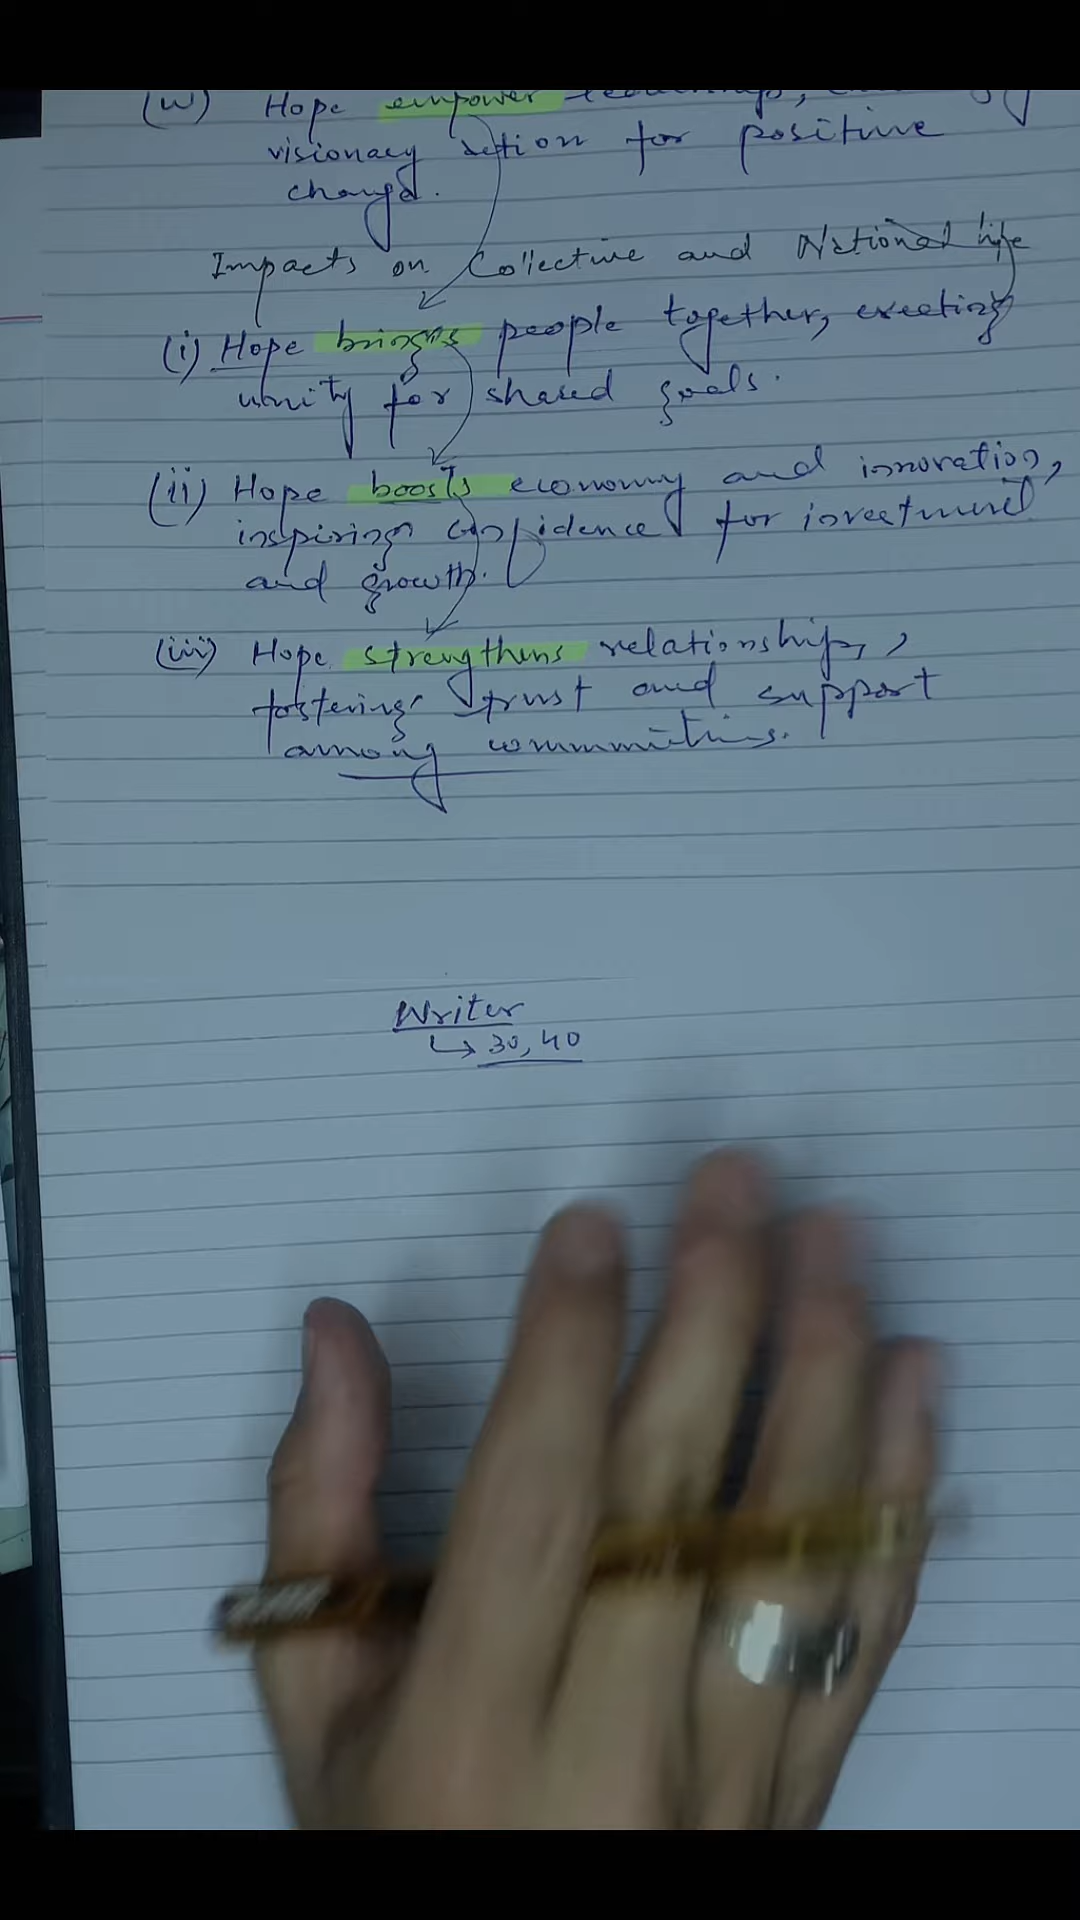 (iv) Hope empower
visionary action for positive
change.
Impacts on Collective and National life
(i) Hope brings people together, creating
unity for shared goals.
(ii) Hope boosts economy and innovation,
inspiring confidence for investment
and growth.
(iii) Hope strengthens relationships,
fostering trust and support
among communities.
Writer
↳ 30, 40